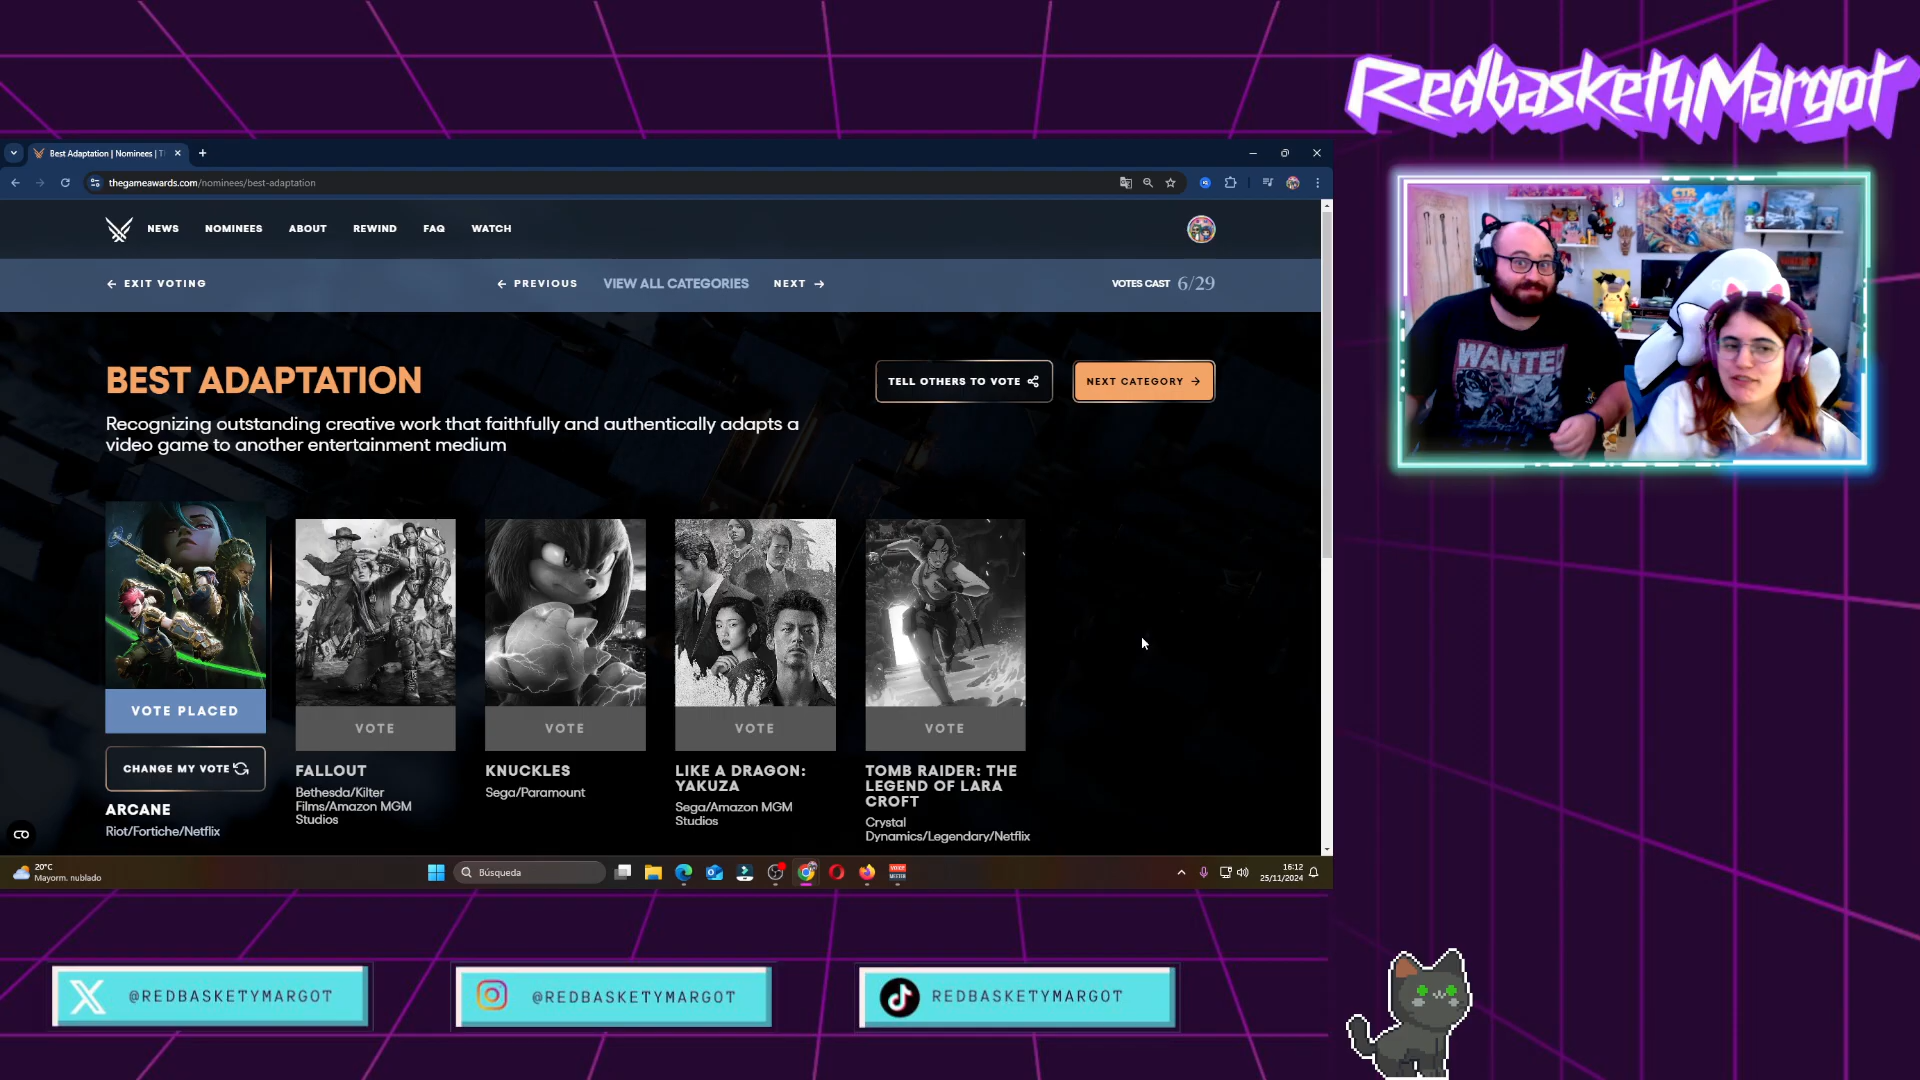 RedbasketyMargot
Best Adaptation | Nominees | T
thegameawards.com/nominees/best-adaptation
NEWS
NOMINEES
ABOUT
REWIND
FAQ
WATCH
EXIT VOTING
PREVIOUS
VIEW ALL CATEGORIES
NEXT
VOTES CAST 6/29
BEST ADAPTATION
TELL OTHERS TO VOTE
NEXT CATEGORY
Recognizing outstanding creative work that faithfully and authentically adapts a
video game to another entertainment medium
CTR
WANTED
VOTE PLACED
CHANGE MY VOTE
ARCANE
Riot/Fortiche/Netflix
VOTE
FALLOUT
Bethesda/Kilter
Films/Amazon MGM
Studios
VOTE
KNUCKLES
Sega/Paramount
VOTE
LIKE A DRAGON:
YAKUZA
Sega/Amazon MGM
Studios
VOTE
TOMB RAIDER: THE
LEGEND OF LARA
CROFT
Crystal
Dynamics/Legendary/Netflix
20°C
Mayorm. nublado
Búsqueda
16:12
25/11/2024
@REDBASKETYMARGOT
@REDBASKETYMARGOT
REDBASKETYMARGOT